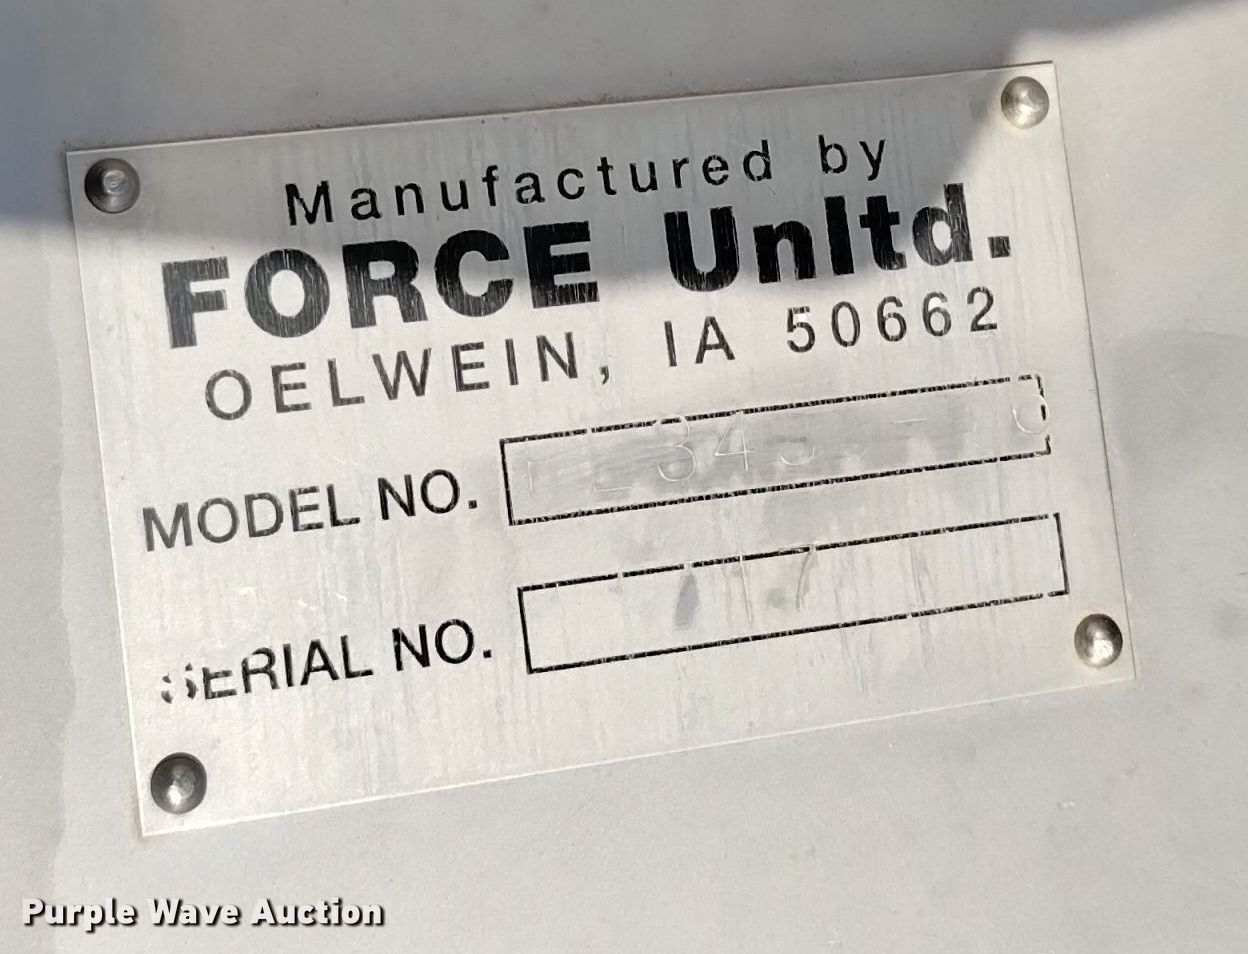 Manufactured by
FORCE Unltd.
OELWEIN, IA 50662
MODEL NO.
SERIAL NO.
Purple Wave Auction